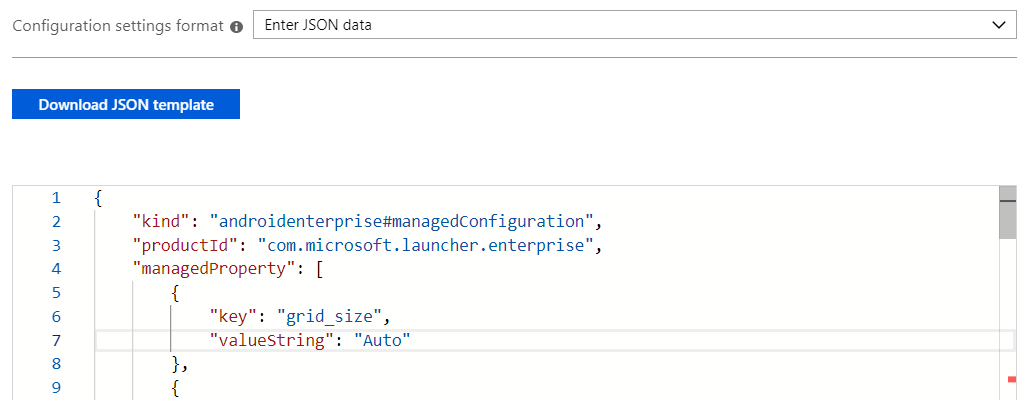 Configuration settings format
Enter JSON data
Download JSON template
1 {
2 "kind": "androidenterprise#managedConfiguration",
3 "productId": "com.microsoft.launcher.enterprise",
4 "managedProperty": [
5 {
6 "key": "grid_size",
7 "valueString": "Auto"
8 },
9 {